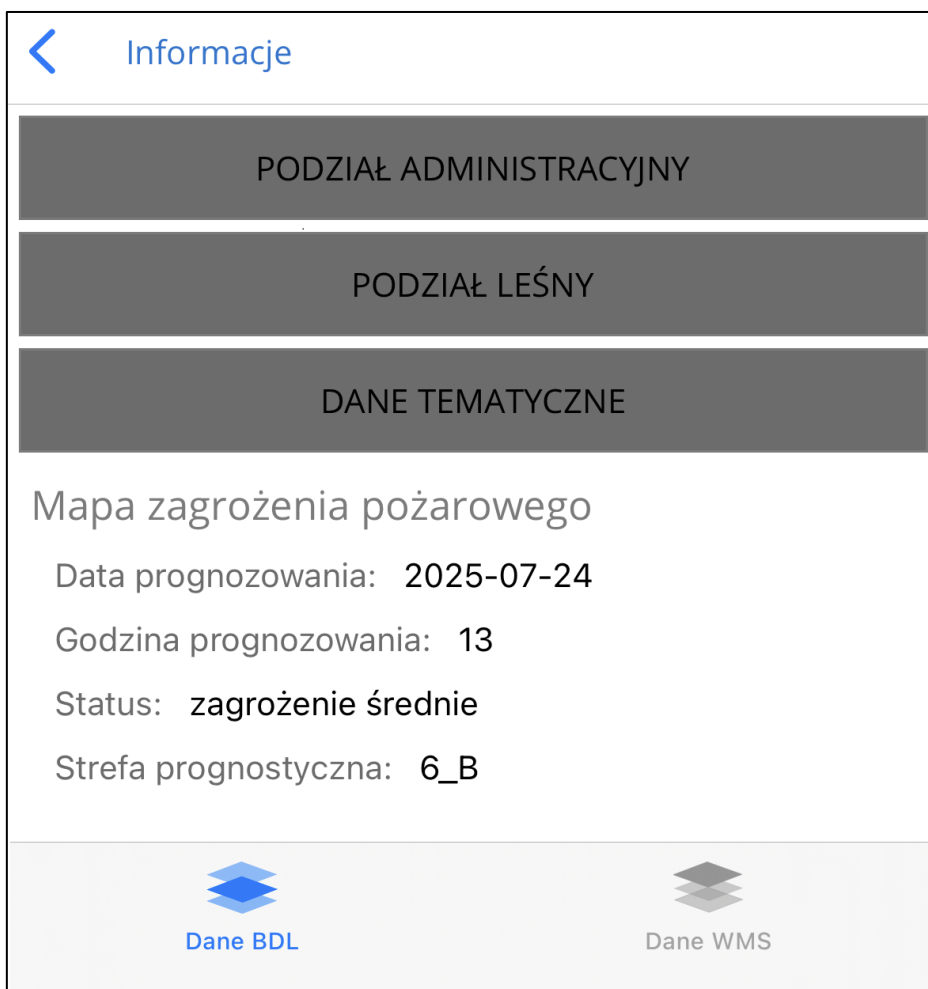 Informacje
PODZIAŁ ADMINISTRACYJNY
PODZIAŁ LEŚNY
DANE TEMATYCZNE
Mapa zagrożenia pożarowego
Data prognozowania: 2025-07-24
Godzina prognozowania: 13
Status: zagrożenie średnie
Strefa prognostyczna: 6_B
Dane BDL Dane WMS